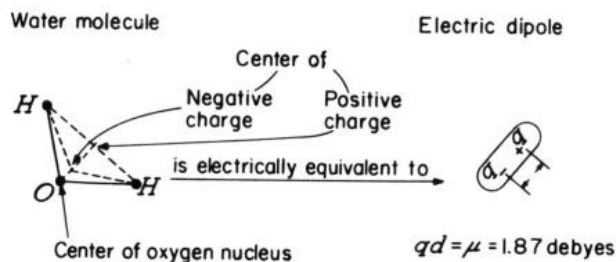 Water molecule
Electric dipole
Center of
Negative charge
Positive charge
H
O
H
is electrically equivalent to
Center of oxygen nucleus
qd = μ = 1.87 debyes